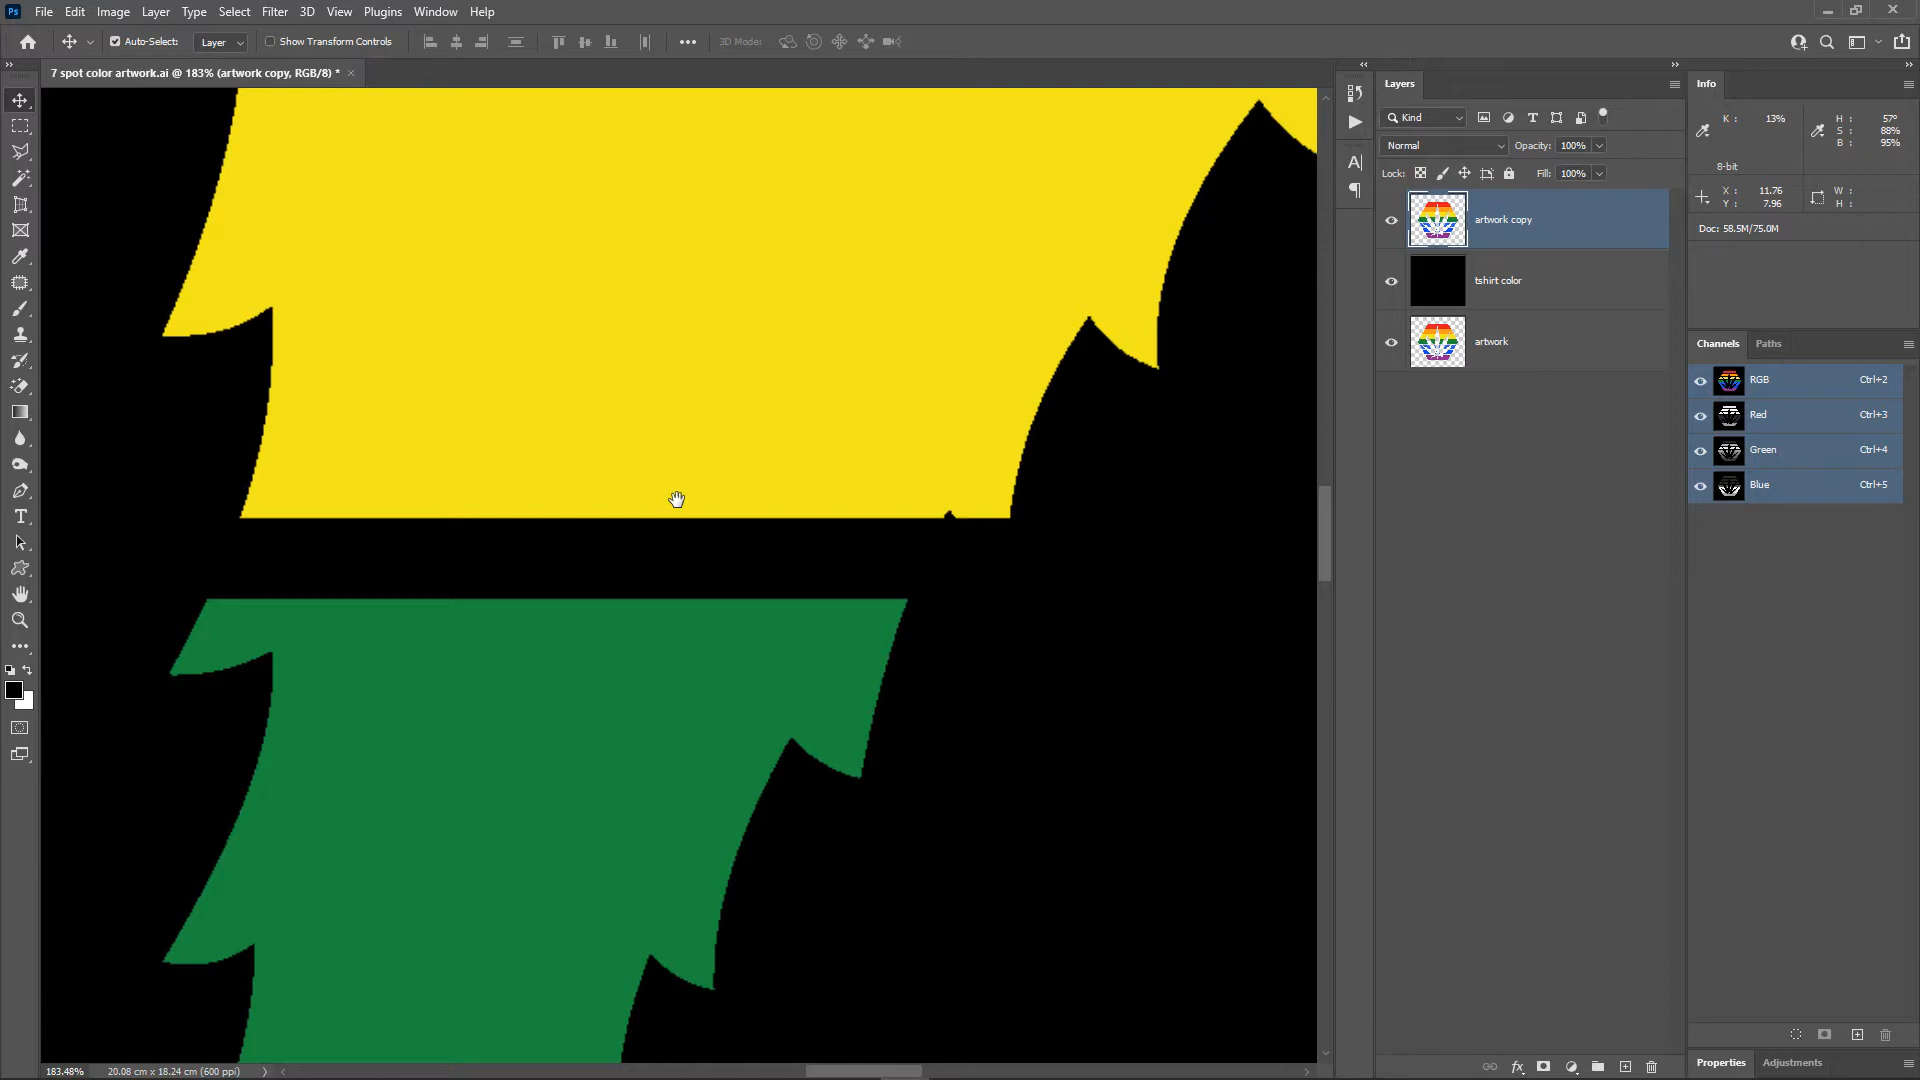 Ps File Edit Image Layer Type Select Filter 3D View Plugins Window Help
Auto-Select: Layer Show Transform Controls 3D Mode:
7 spot color artwork.ai @ 183% (artwork copy, RGB/8) *
Layers
Kind
Normal Opacity: 100%
Lock: Fill: 100%
artwork copy
tshirt color
artwork
Info
K : 13% H : 57°
S : 88%
B : 95%
8-bit
X : 11.76 W :
Y : 7.96 H :
Doc: 58.5M/75.0M
Channels Paths
RGB Ctrl+2
Red Ctrl+3
Green Ctrl+4
Blue Ctrl+5
Properties Adjustments
183.48% 20.08 cm x 18.24 cm (600 ppi)